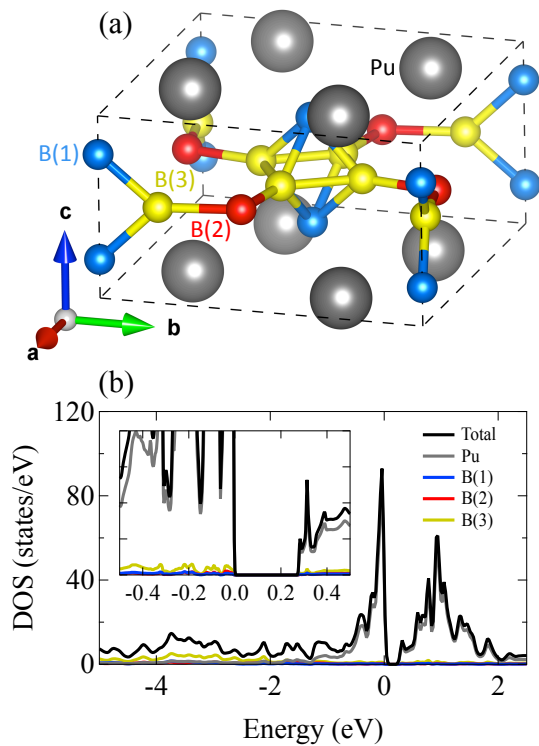 (a)
Pu
B(1)
B(3)
B(2)
c
b
a
(b)
120
80
40
0
DOS (states/eV)
Total
Pu
B(1)
B(2)
B(3)
-0.4 -0.2 0.0 0.2 0.4
-4 -2 0 2
Energy (eV)